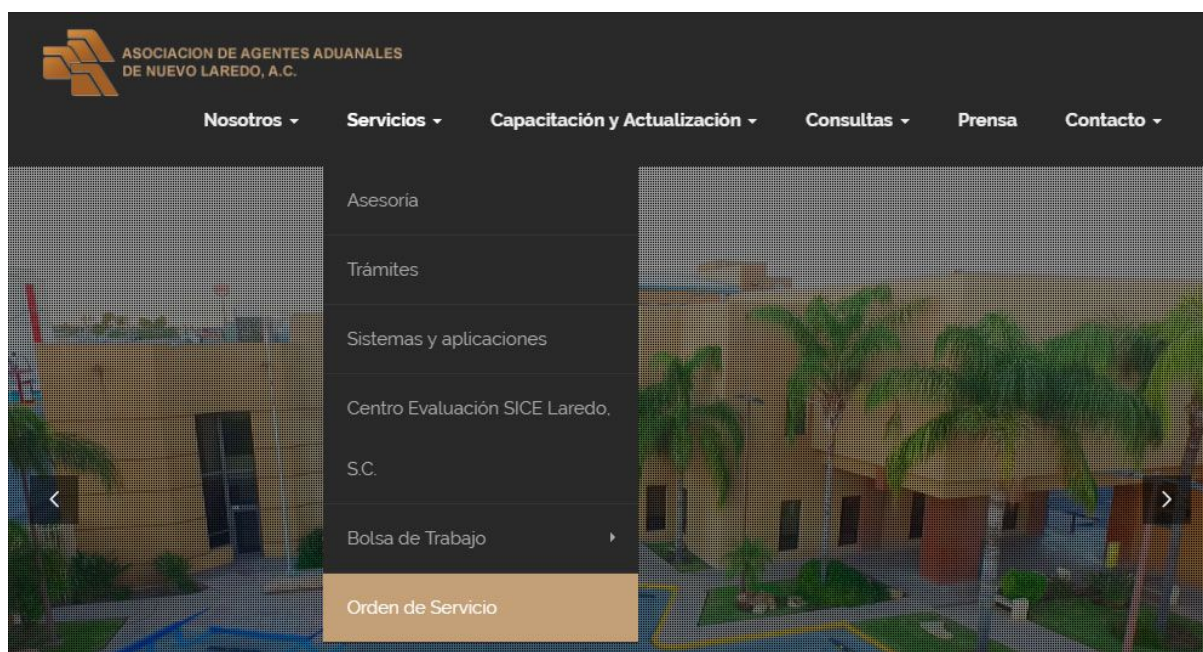 ASOCIACION DE AGENTES ADUANALES
DE NUEVO LAREDO, A.C.
Nosotros Servicios Capacitación y Actualización Consultas Prensa Contacto
Asesoría
Trámites
Sistemas y aplicaciones
Centro Evaluación SICE Laredo,
S.C.
Bolsa de Trabajo
Orden de Servicio